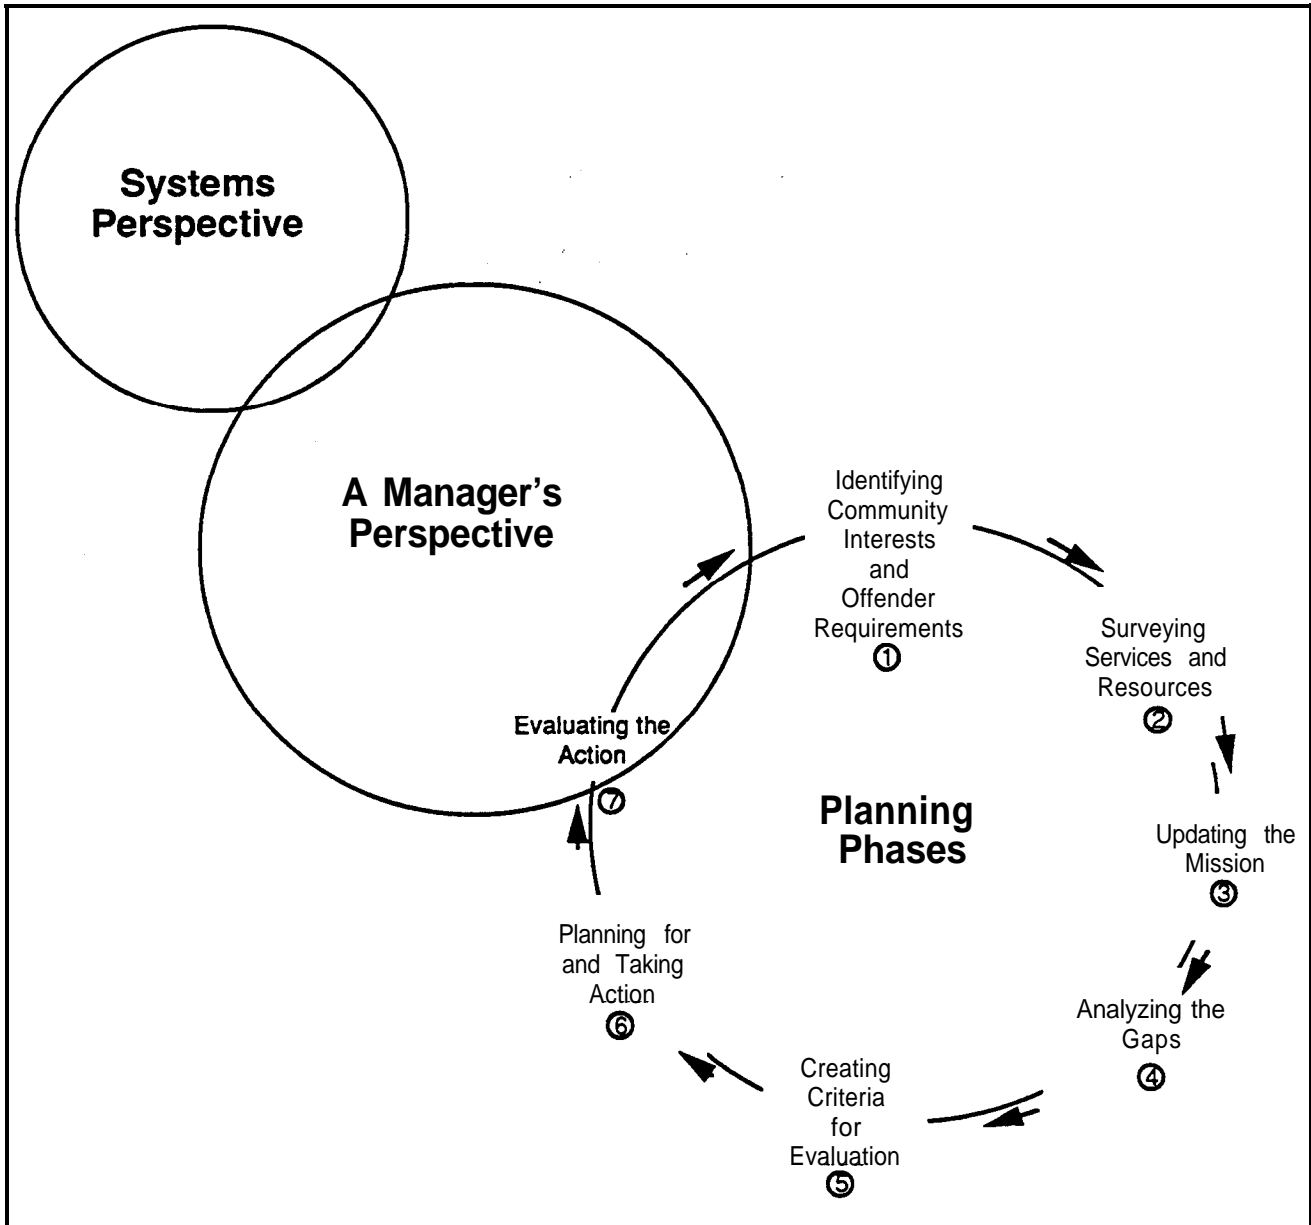 Systems
Perspective
A Manager's
Perspective
Identifying
Community
Interests
and
Offender
Requirements
①
Surveying
Services and
Resources
②
Updating the
Mission
③
Analyzing the
Gaps
④
Creating
Criteria
for
Evaluation
⑤
Planning for
and Taking
Action
⑥
Evaluating the
Action
⑦
Planning
Phases